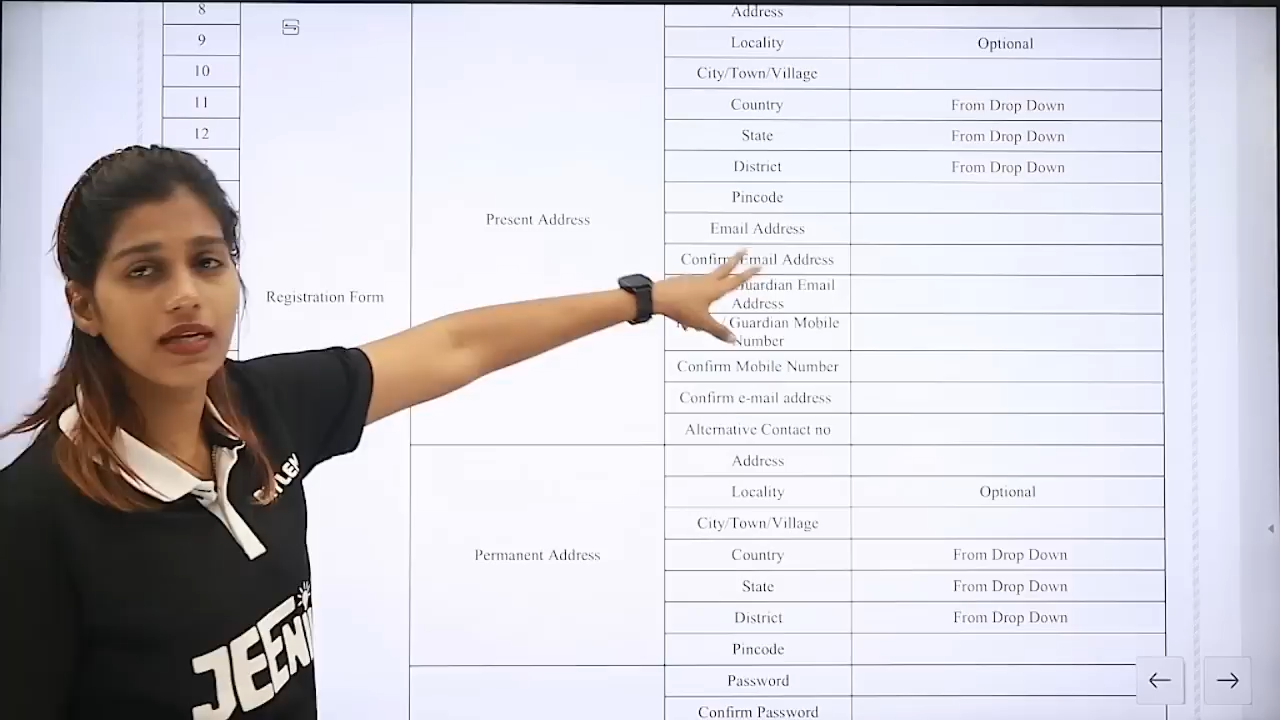 8
Address
9
Locality
Optional
10
City/Town/Village
11
Country
From Drop Down
12
State
From Drop Down
District
From Drop Down
Pincode
Present Address
Email Address
Confirm Email Address
Guardian Email
Address
Registration Form
/ Guardian Mobile
Number
Confirm Mobile Number
Confirm e-mail address
Alternative Contact no
Address
Locality
Optional
City/Town/Village
Permanent Address
Country
From Drop Down
State
From Drop Down
District
From Drop Down
Pincode
Password
Confirm Password